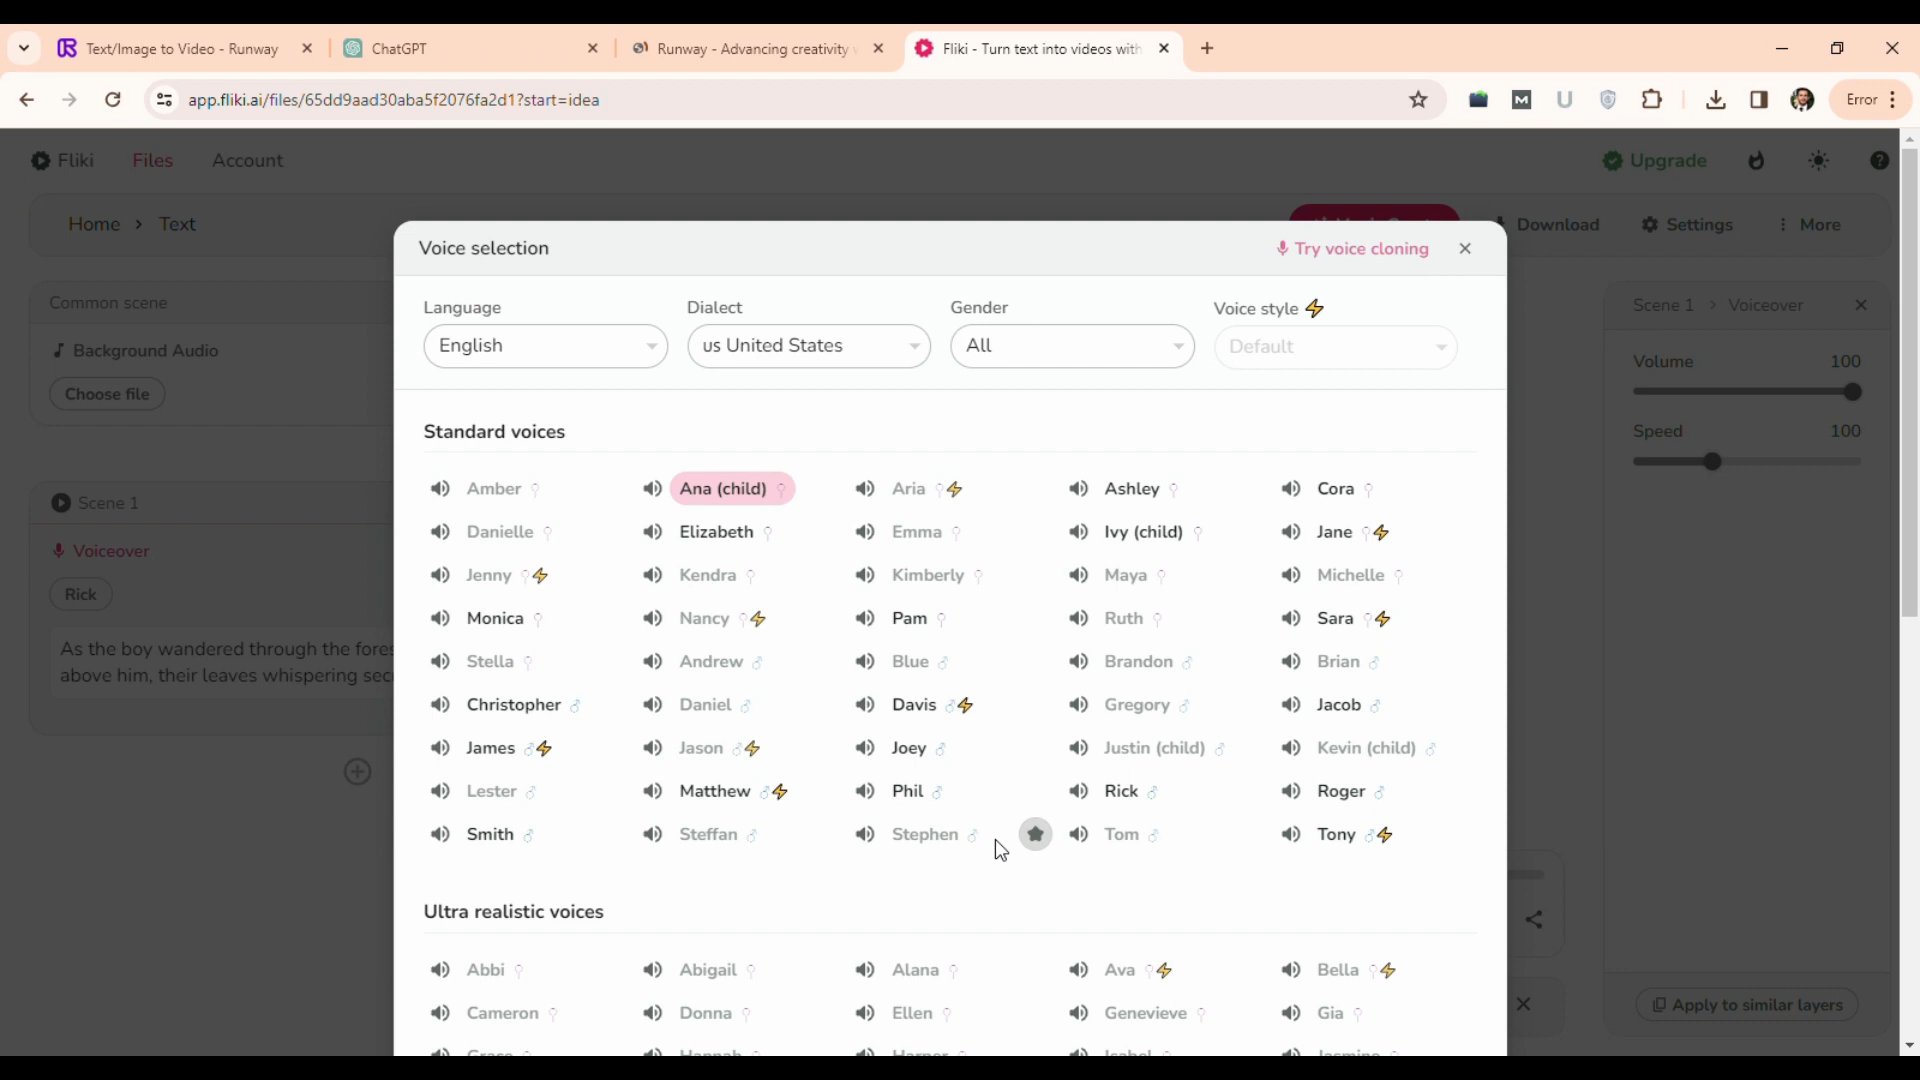 Text/Image to Video - Runway
ChatGPT
Runway - Advancing creativity
Fliki - Turn text into videos with
app.fliki.ai/files/65dd9aad30aba5f2076fa2d1?start=idea
Error
Fliki Files Account
Upgrade
Home > Text
Download Settings More
Voice selection
Try voice cloning
Common scene
Background Audio
Choose file
Scene 1
Voiceover
Rick
As the boy wandered through the fores
above him, their leaves whispering sec
Language Dialect Gender Voice style
English us United States All Default
Standard voices
Amber Ana (child) Aria Ashley Cora
Danielle Elizabeth Emma Ivy (child) Jane
Jenny Kendra Kimberly Maya Michelle
Monica Nancy Pam Ruth Sara
Stella Andrew Blue Brandon Brian
Christopher Daniel Davis Gregory Jacob
James Jason Joey Justin (child) Kevin (child)
Lester Matthew Phil Rick Roger
Smith Steffan Stephen Tom Tony
Ultra realistic voices
Abbi Abigail Alana Ava Bella
Cameron Donna Ellen Genevieve Gia
Scene 1 > Voiceover
Volume 100
Speed 100
Apply to similar layers